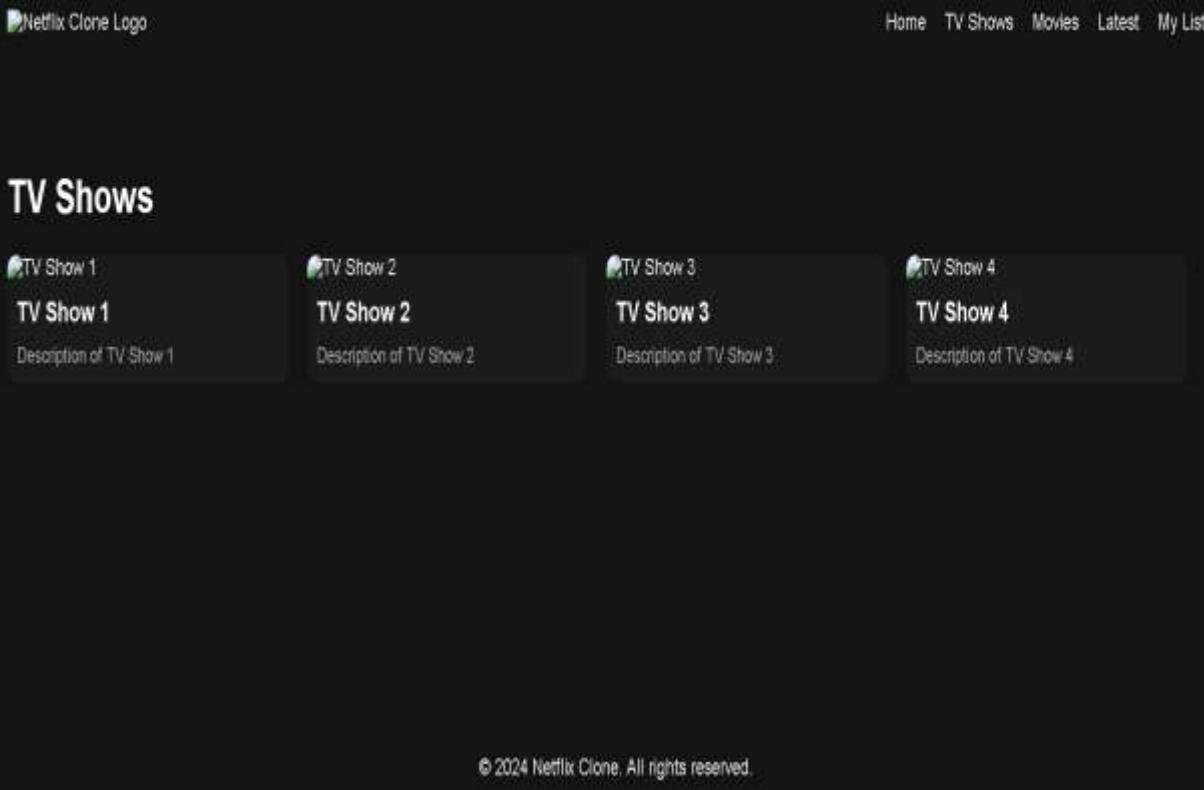 Netflix Clone Logo Home TV Shows Movies Latest My List
TV Shows
TV Show 1 TV Show 2 TV Show 3 TV Show 4
TV Show 1 TV Show 2 TV Show 3 TV Show 4
Description of TV Show 1 Description of TV Show 2 Description of TV Show 3 Description of TV Show 4
© 2024 Netflix Clone. All rights reserved.